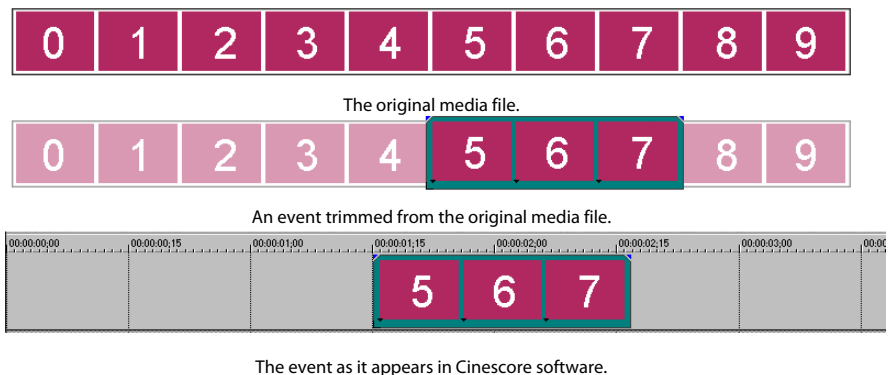 0 1 2 3 4 5 6 7 8 9
The original media file.
0 1 2 3 4 5 6 7 8 9
An event trimmed from the original media file.
00:00:00;00 00:00:00;15 00:00:01;00 00:00:01;15 00:00:02;00 00:00:02;15 00:00:03;00 00:00
5 6 7
The event as it appears in Cinescore software.